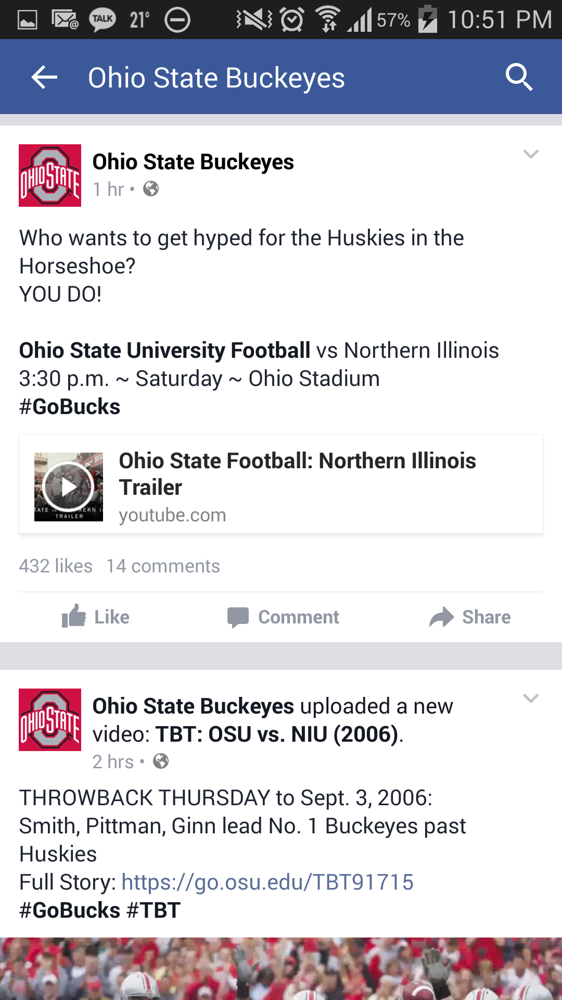 TALK 21° 57% 10:51 PM
Ohio State Buckeyes
OHIO STATE
Ohio State Buckeyes
1 hr •
Who wants to get hyped for the Huskies in the
Horseshoe?
YOU DO!
Ohio State University Football vs Northern Illinois
3:30 p.m. ~ Saturday ~ Ohio Stadium
#GoBucks
Ohio State Football: Northern Illinois
Trailer
youtube.com
TRAILER
432 likes 14 comments
Like Comment Share
OHIO STATE
Ohio State Buckeyes uploaded a new
video: TBT: OSU vs. NIU (2006).
2 hrs •
THROWBACK THURSDAY to Sept. 3, 2006:
Smith, Pittman, Ginn lead No. 1 Buckeyes past
Huskies
Full Story: https://go.osu.edu/TBT91715
#GoBucks #TBT